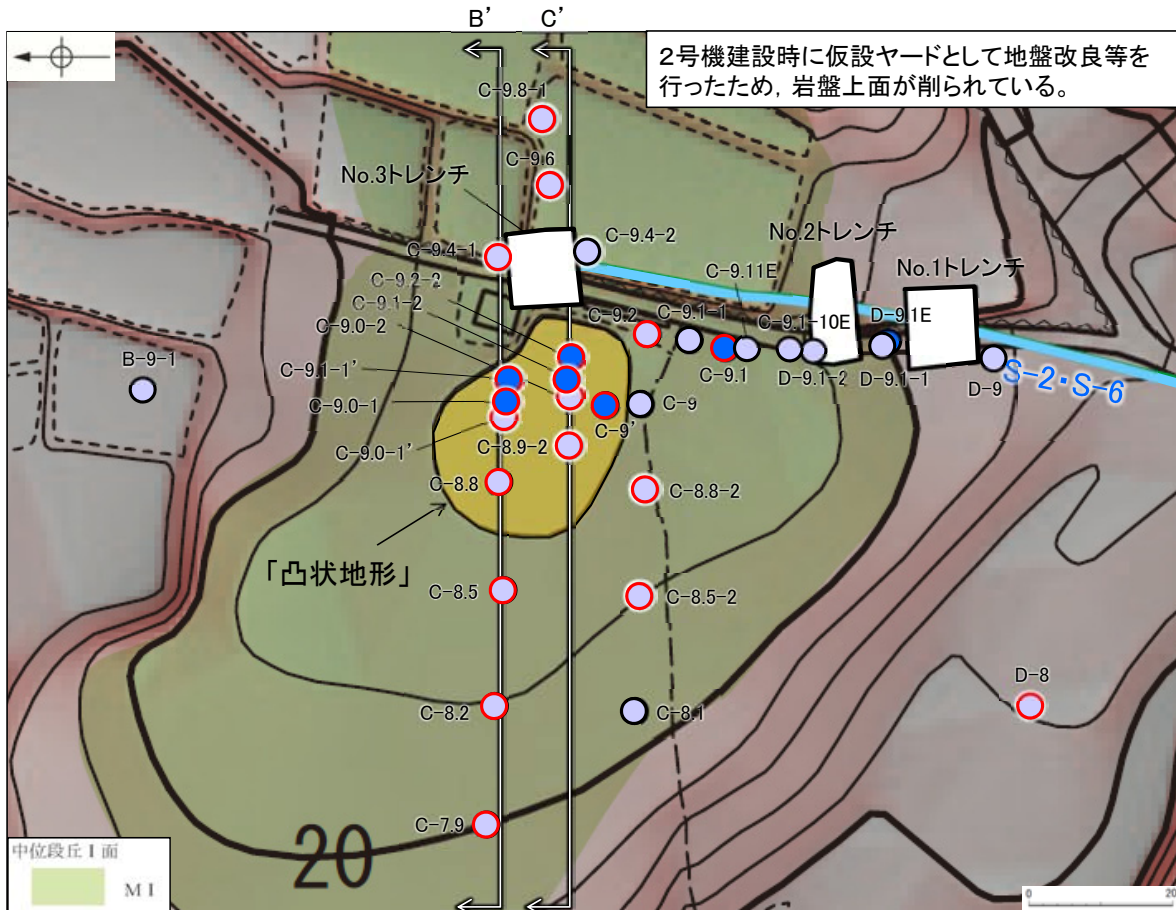 B’
C’
2号機建設時に仮設ヤードとして地盤改良等を
行ったため，岩盤上面が削られている。
C-9.8-1
C-9.6
No.3トレンチ
C-9.4-1
C-9.4-2
No.2トレンチ
C-9.11E
No.1トレンチ
C-9.2-2
C-9.1-2
C-9.0-2
C-9.2
C-9.1-1
C-9.1-10E
D-9.1E
B-9-1
C-9.1-1’
C-9.1
D-9.1-2
D-9.1-1
D-9
S-2・S-6
C-9.0-1
C-9
C-9’
C-9.0-1’
C-8.9-2
C-8.8
C-8.8-2
「凸状地形」
C-8.5
C-8.5-2
D-8
C-8.2
C-8.1
C-7.9
20
中位段丘Ⅰ面
MⅠ
0
20